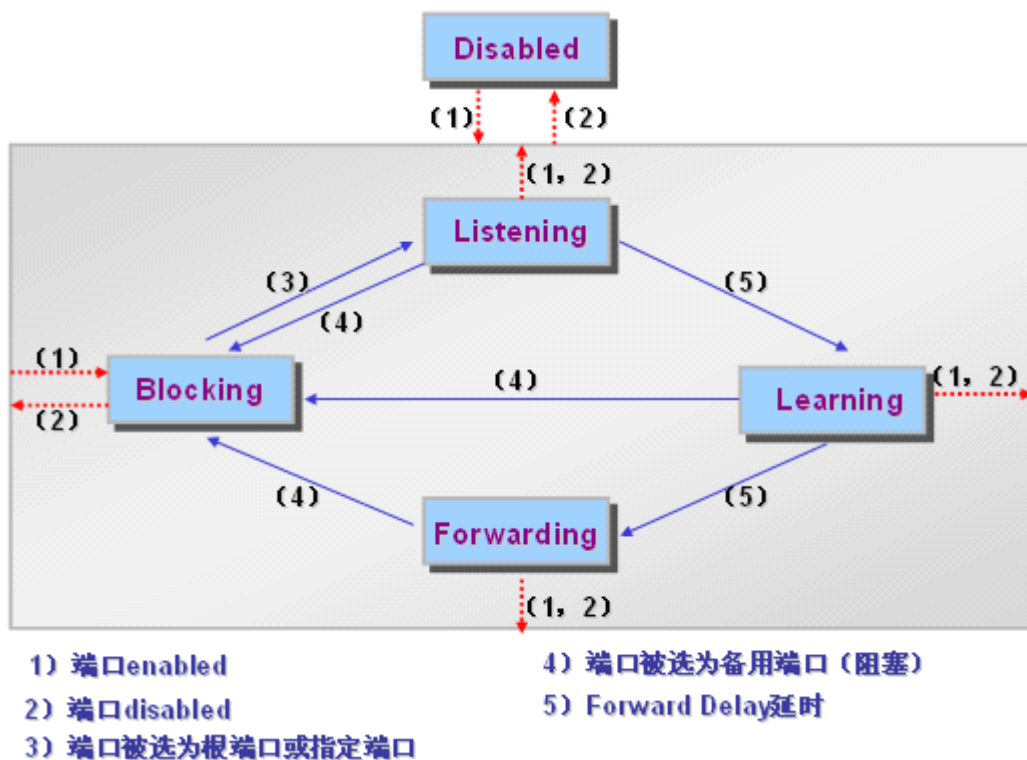 Disabled
(1)
(2)
(1, 2)
Listening
(3)
(4)
(5)
(1)
Blocking
(2)
(4)
Learning
(1, 2)
(4)
Forwarding
(5)
(1, 2)
1）端口enabled
2）端口disabled
3）端口被选为根端口或指定端口
4）端口被选为备用端口（阻塞）
5）Forward Delay延时